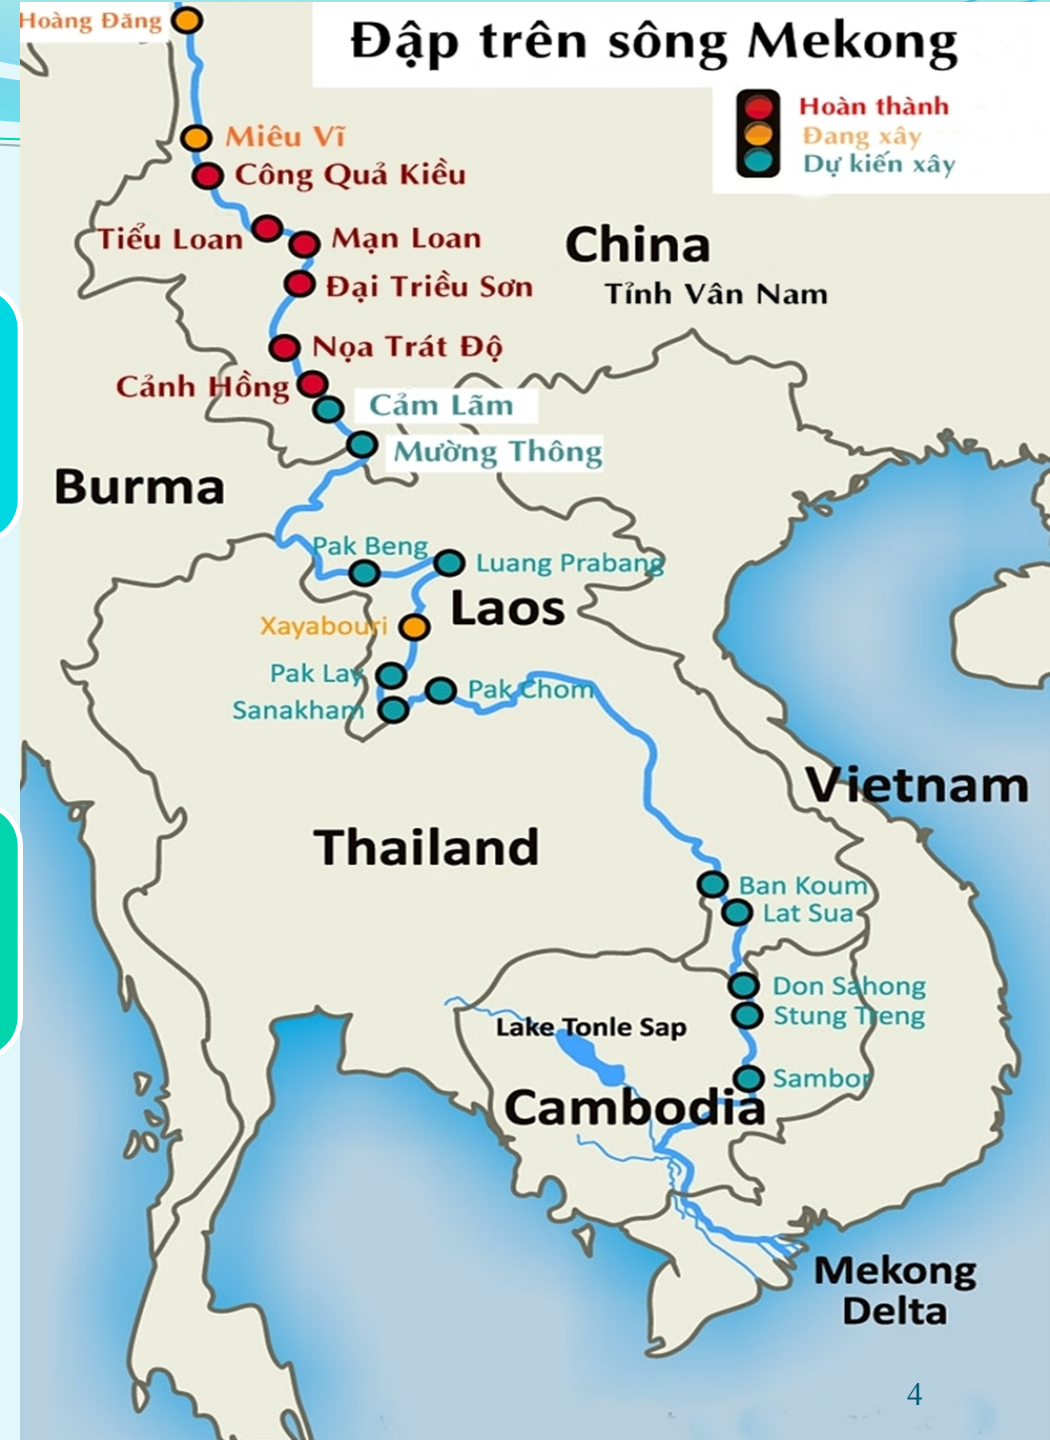 Hoàng Đăng
Đập trên sông Mekong
Hoàn thành
Đang xây
Dự kiến xây
Miêu Vĩ
Công Quả Kiều
Tiểu Loan
Mạn Loan
China
Tỉnh Vân Nam
Đại Triều Sơn
Nọa Trát Độ
Cảnh Hồng
Cảm Lãm
Mường Thông
Burma
Pak Beng
Luang Prabang
Laos
Xayabouri
Pak Lay
Pak Chom
Sanakham
Vietnam
Thailand
Ban Koum
Lat Sua
Don Sahong
Stung Treng
Lake Tonle Sap
Sambor
Cambodia
Mekong
Delta
4